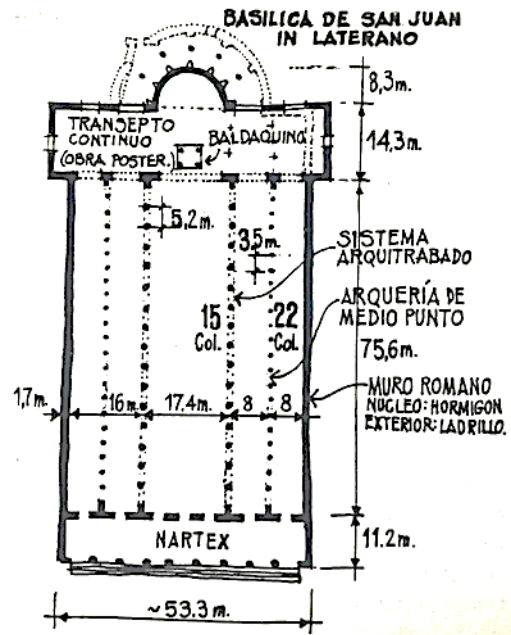 BASILICA DE SAN JUAN
IN LATERANO
8,3m.
TRANSEPTO
CONTINUO
(OBRA POSTER.)
BALDAQUINO
14,3m.
5,2m.
3,5m.
SISTEMA
ARQUITRABADO
15
Col.
22
Col.
ARQUERÍA DE
MEDIO PUNTO
75,6m.
1,7m.
16m.
17.4m.
8
8
MURO ROMANO
NUCLEO: HORMIGON
EXTERIOR: LADRILLO.
NARTEX
11.2m.
~53.3m.